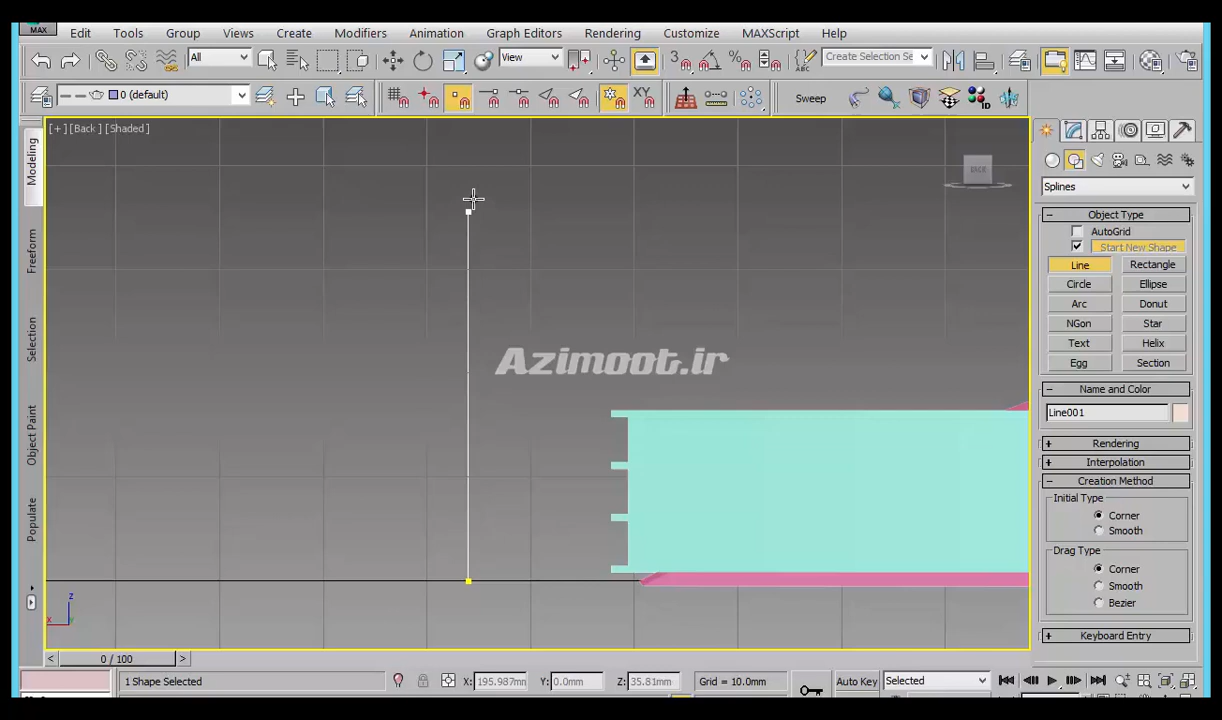 MAX
Edit Tools Group Views Create Modifiers Animation Graph Editors Rendering Customize MAXScript Help
All View 3 Create Selection Se
0 (default) XY Sweep
[+] [Back] [Shaded]
BACK
Modeling
Freeform
Selection
Object Paint
Populate
Azimoot.ir
z
x
Splines
Object Type
AutoGrid
Start New Shape
Line Rectangle
Circle Ellipse
Arc Donut
NGon Star
Text Helix
Egg Section
Name and Color
Line001
Rendering
Interpolation
Creation Method
Initial Type
Corner
Smooth
Drag Type
Corner
Smooth
Bezier
Keyboard Entry
< 0 / 100 >
1 Shape Selected X: 195.987mm Y: 0.0mm Z: 35.81mm Grid = 10.0mm Auto Key Selected